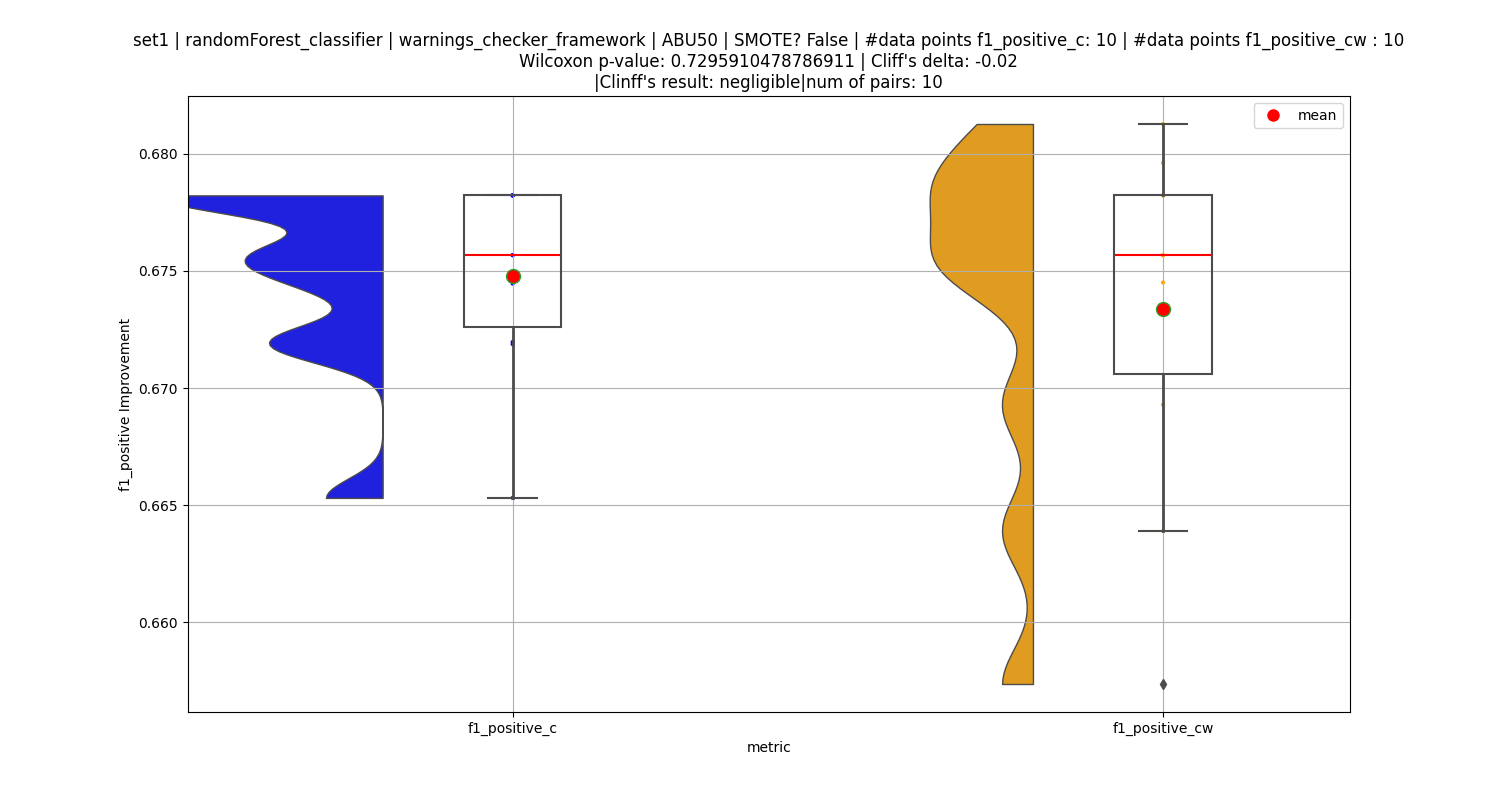 set1 | randomForest_classifier | warnings_checker_framework | ABU50 | SMOTE? False | #data points f1_positive_c: 10 | #data points f1_positive_cw : 10
Wilcoxon p-value: 0.7295910478786911 | Cliff's delta: -0.02
|Clinff's result: negligible|num of pairs: 10
mean
0.680
0.675
0.670
0.665
0.660
f1_positive Improvement
f1_positive_c
f1_positive_cw
metric